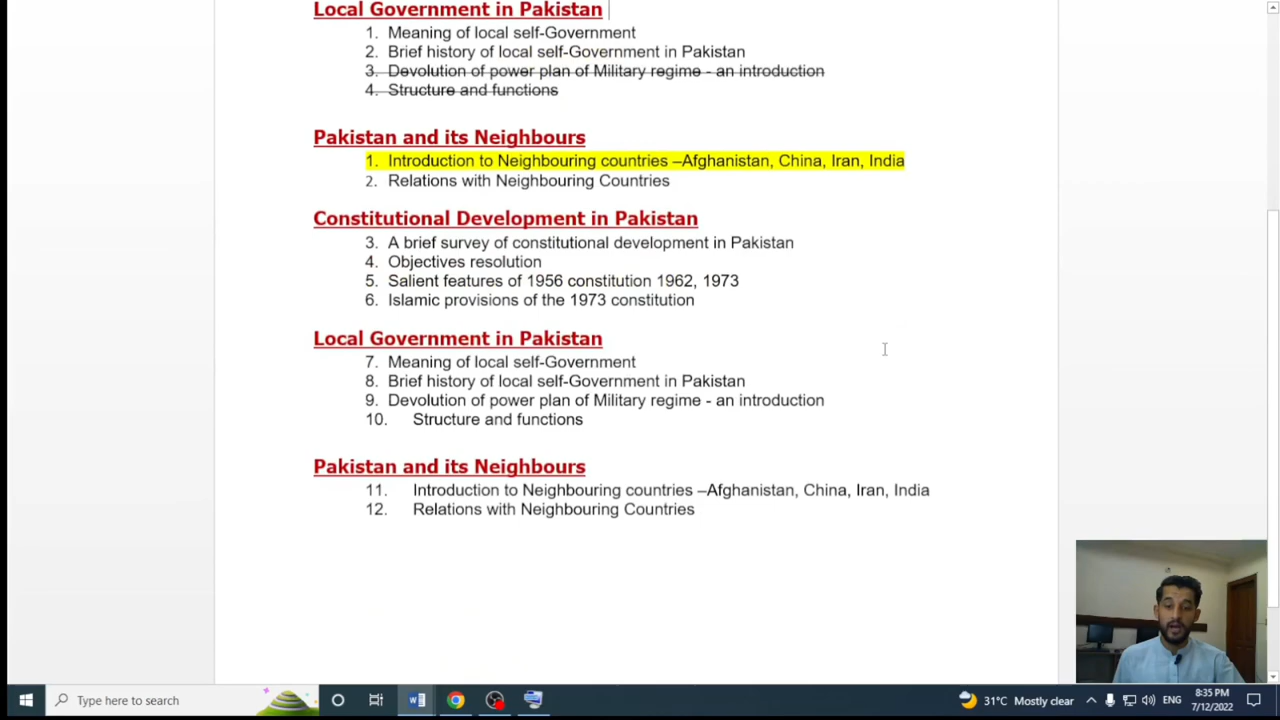 Local Government in Pakistan
1. Meaning of local self-Government
2. Brief history of local self-Government in Pakistan
3. Devolution of power plan of Military regime - an introduction
4. Structure and functions
Pakistan and its Neighbours
1. Introduction to Neighbouring countries –Afghanistan, China, Iran, India
2. Relations with Neighbouring Countries
Constitutional Development in Pakistan
3. A brief survey of constitutional development in Pakistan
4. Objectives resolution
5. Salient features of 1956 constitution 1962, 1973
6. Islamic provisions of the 1973 constitution
Local Government in Pakistan
7. Meaning of local self-Government
8. Brief history of local self-Government in Pakistan
9. Devolution of power plan of Military regime - an introduction
10. Structure and functions
Pakistan and its Neighbours
11. Introduction to Neighbouring countries –Afghanistan, China, Iran, India
12. Relations with Neighbouring Countries
Type here to search
31°C Mostly clear
ENG
8:35 PM
7/12/2022